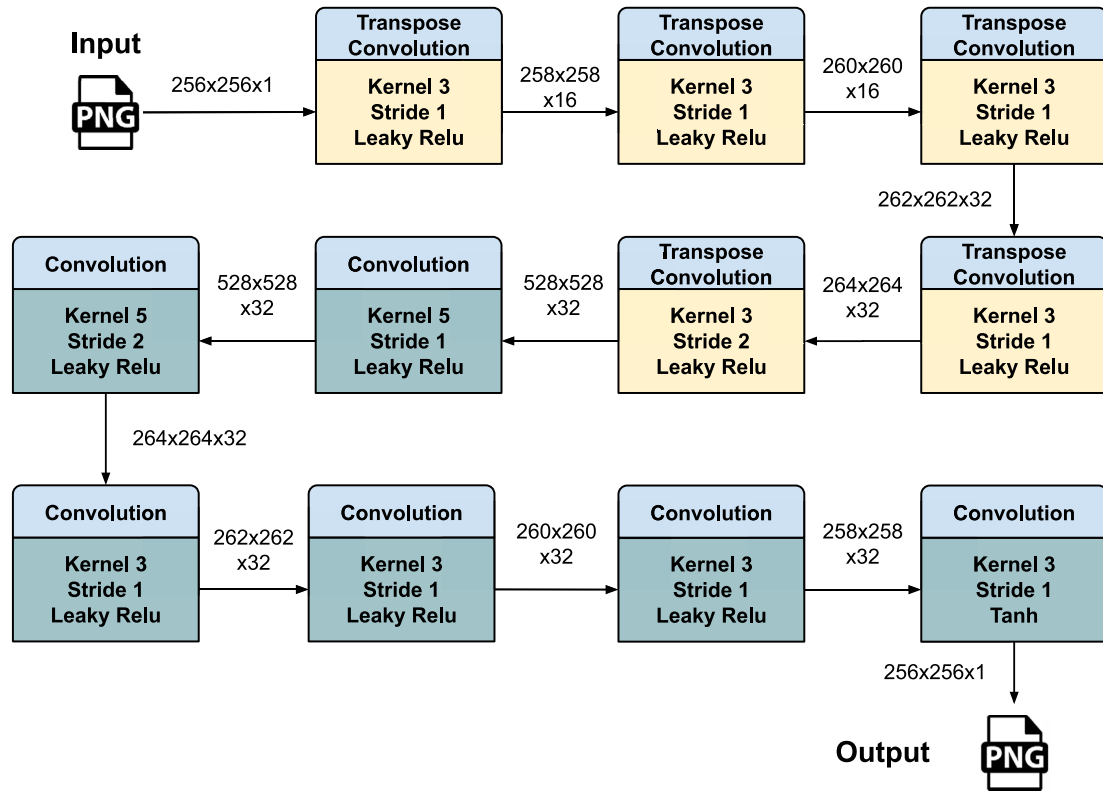 Input
PNG
256x256x1
Transpose
Convolution
Kernel 3
Stride 1
Leaky Relu
258x258
x16
Transpose
Convolution
Kernel 3
Stride 1
Leaky Relu
260x260
x16
Transpose
Convolution
Kernel 3
Stride 1
Leaky Relu
262x262x32
Transpose
Convolution
Kernel 3
Stride 1
Leaky Relu
264x264
x32
Transpose
Convolution
Kernel 3
Stride 2
Leaky Relu
528x528
x32
Convolution
Kernel 5
Stride 1
Leaky Relu
528x528
x32
Convolution
Kernel 5
Stride 2
Leaky Relu
264x264x32
Convolution
Kernel 3
Stride 1
Leaky Relu
262x262
x32
Convolution
Kernel 3
Stride 1
Leaky Relu
260x260
x32
Convolution
Kernel 3
Stride 1
Leaky Relu
258x258
x32
Convolution
Kernel 3
Stride 1
Tanh
256x256x1
Output
PNG